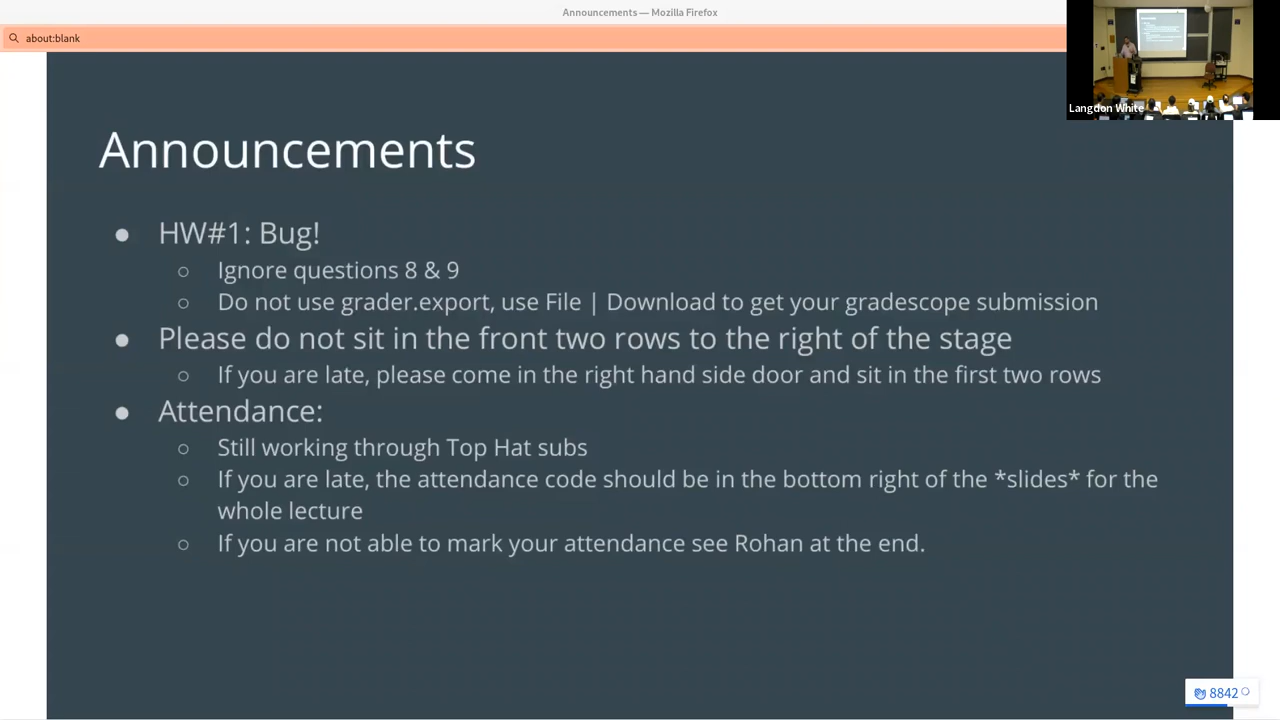 Announcements — Mozilla Firefox
about:blank
Langdon White
Announcements
HW#1: Bug!
Ignore questions 8 & 9
Do not use grader.export, use File | Download to get your gradescope submission
Please do not sit in the front two rows to the right of the stage
If you are late, please come in the right hand side door and sit in the first two rows
Attendance:
Still working through Top Hat subs
If you are late, the attendance code should be in the bottom right of the *slides* for the
whole lecture
If you are not able to mark your attendance see Rohan at the end.
8842